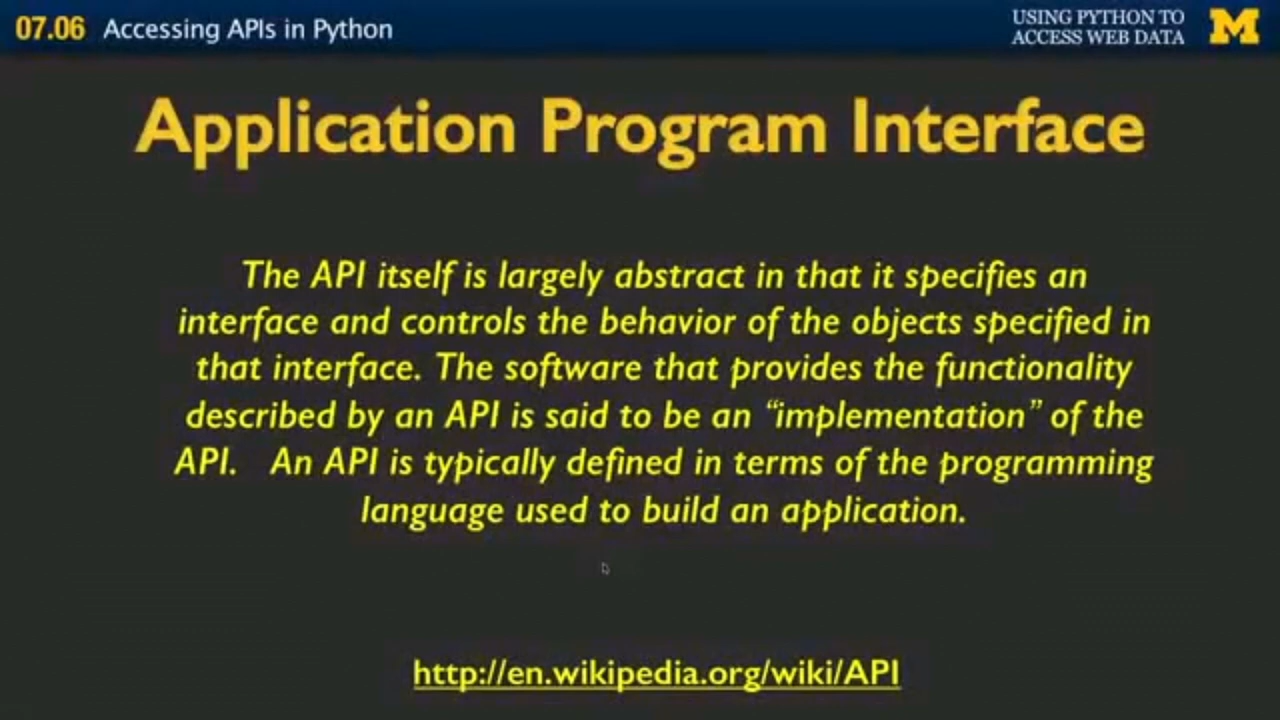 07.06 Accessing APIs in Python
USING PYTHON TO
ACCESS WEB DATA
M
Application Program Interface
The API itself is largely abstract in that it specifies an
interface and controls the behavior of the objects specified in
that interface. The software that provides the functionality
described by an API is said to be an “implementation” of the
API. An API is typically defined in terms of the programming
language used to build an application.
http://en.wikipedia.org/wiki/API